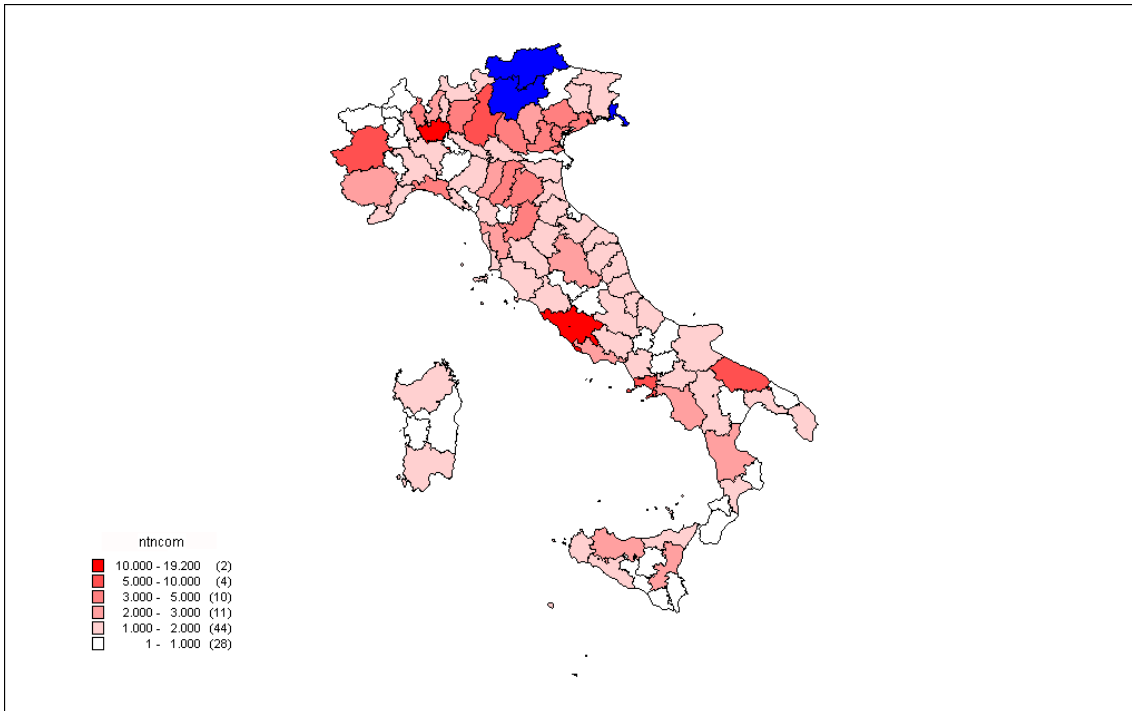 ntncom
10.000 - 19.200 (2)
5.000 - 10.000 (4)
3.000 - 5.000 (10)
2.000 - 3.000 (11)
1.000 - 2.000 (44)
1 - 1.000 (28)